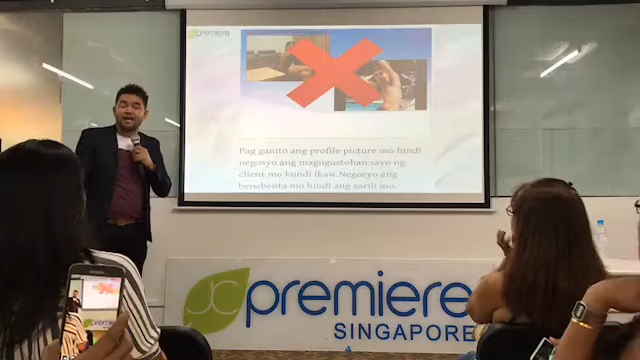 premiere
Pag ganito ang profile picture mo hindi
negosyo ang magugustohan sayo ng
client mo kundi ikaw.Negosyo ang
benebenta mo hindi ang sarili mo.
JC premiere
SINGAPORE